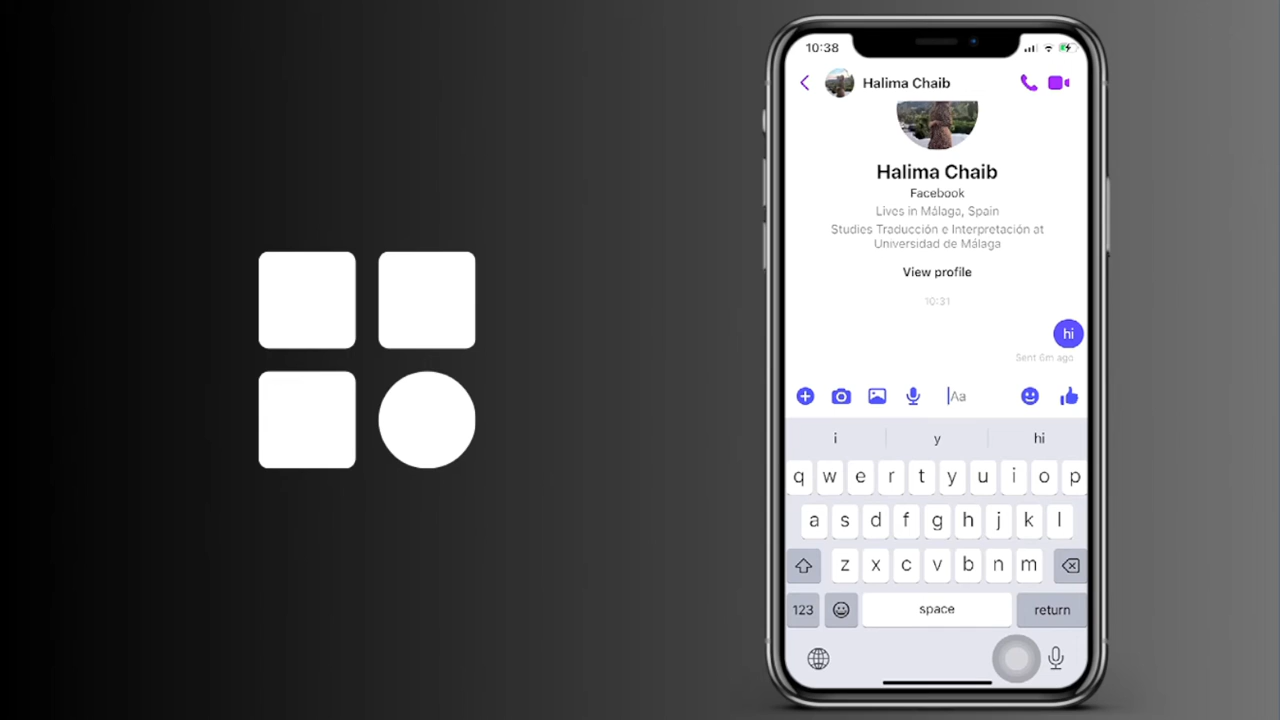 10:38
Halima Chaib
Halima Chaib
Facebook
Lives in Málaga, Spain
Studies Traducción e Interpretación at
Universidad de Málaga
View profile
10:31
hi
Sent 6m ago
Aa
i y hi
q w e r t y u i o p
a s d f g h j k l
z x c v b n m
123 space return